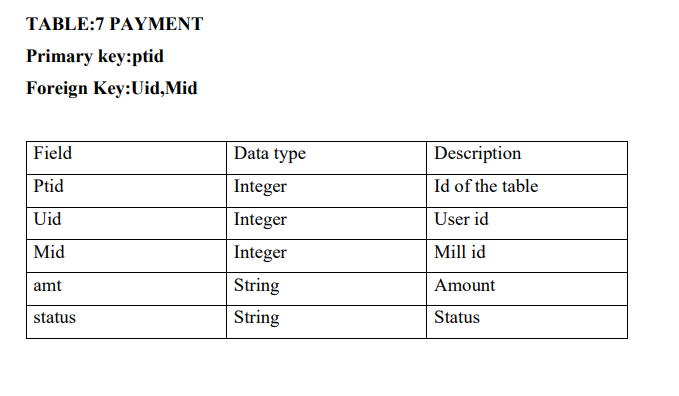 TABLE:7 PAYMENT
Primary key:ptid
Foreign Key:Uid,Mid
Field Data type Description
Ptid Integer Id of the table
Uid Integer User id
Mid Integer Mill id
amt String Amount
status String Status